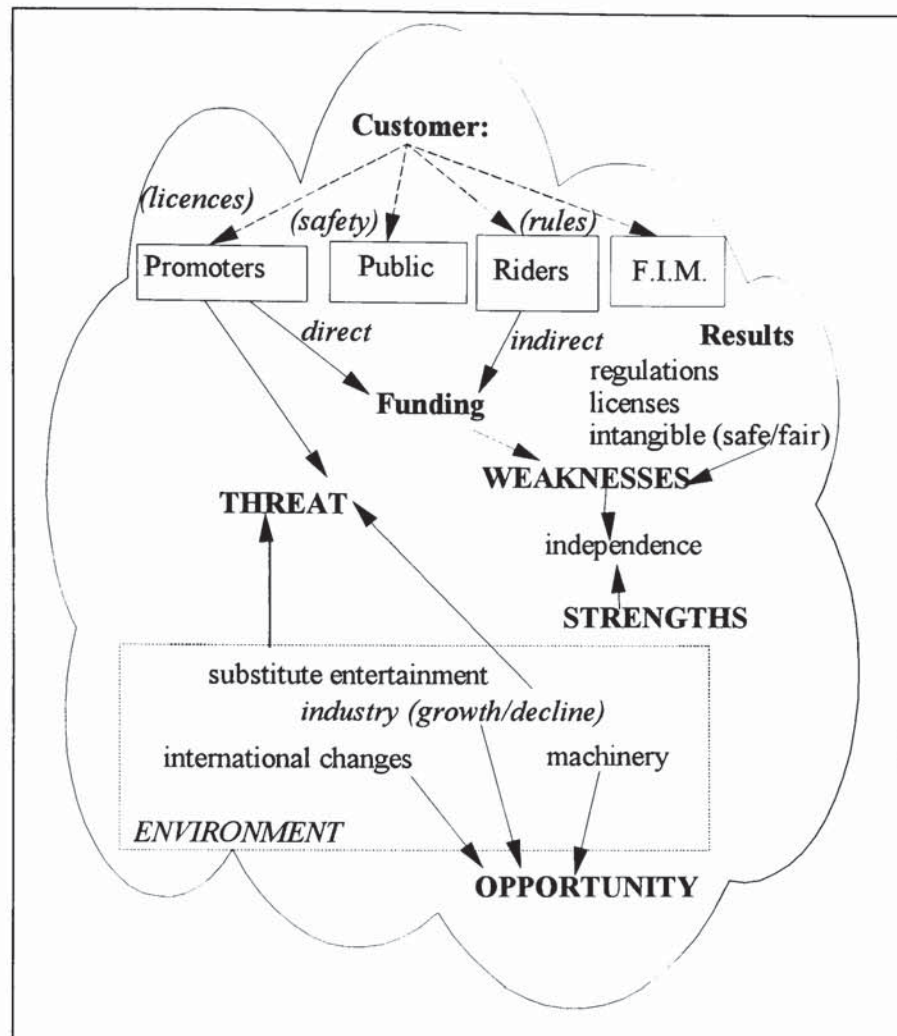 Customer:
(licences)
(safety)
(rules)
Promoters
Public
Riders
F.I.M.
direct
indirect
Results
regulations
licenses
intangible (safe/fair)
Funding
WEAKNESSES
THREAT
independence
STRENGTHS
substitute entertainment
industry (growth/decline)
international changes
machinery
ENVIRONMENT
OPPORTUNITY